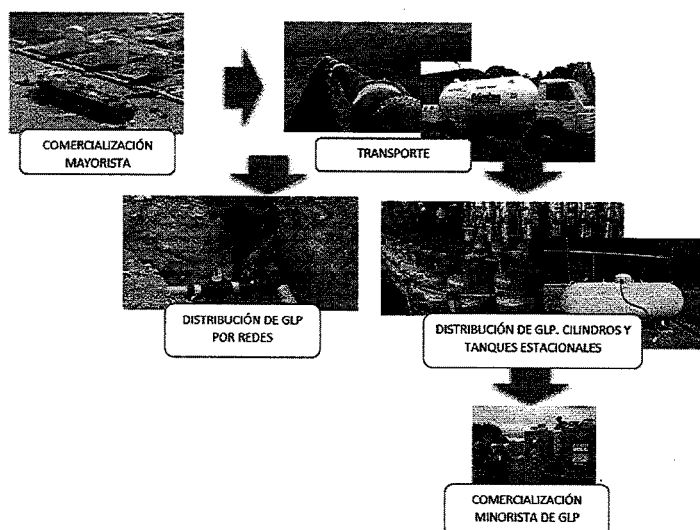 COMERCIALIZACIÓN
MAYORISTA
TRANSPORTE
DISTRIBUCIÓN DE GLP
POR REDES
DISTRIBUCIÓN DE GLP. CILINDROS Y
TANQUES ESTACIONALES
COMERCIALIZACIÓN
MINORISTA DE GLP